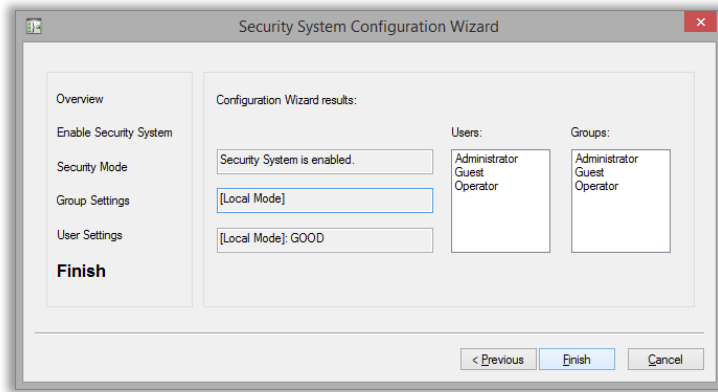 Security System Configuration Wizard
Overview
Enable Security System
Security Mode
Group Settings
User Settings
Finish
Configuration Wizard results:
Security System is enabled.
[Local Mode]
[Local Mode]: GOOD
Users:
Administrator
Guest
Operator
Groups:
Administrator
Guest
Operator
< Previous
Finish
Cancel